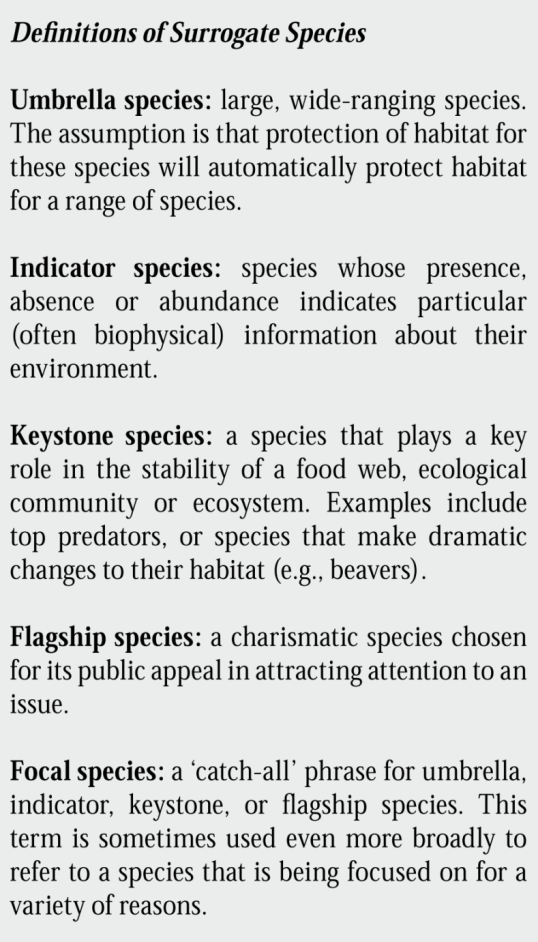 Definitions of Surrogate Species
Umbrella species: large, wide-ranging species.
The assumption is that protection of habitat for
these species will automatically protect habitat
for a range of species.
Indicator species: species whose presence,
absence or abundance indicates particular
(often biophysical) information about their
environment.
Keystone species: a species that plays a key
role in the stability of a food web, ecological
community or ecosystem. Examples include
top predators, or species that make dramatic
changes to their habitat (e.g., beavers).
Flagship species: a charismatic species chosen
for its public appeal in attracting attention to an
issue.
Focal species: a ‘catch-all’ phrase for umbrella,
indicator, keystone, or flagship species. This
term is sometimes used even more broadly to
refer to a species that is being focused on for a
variety of reasons.